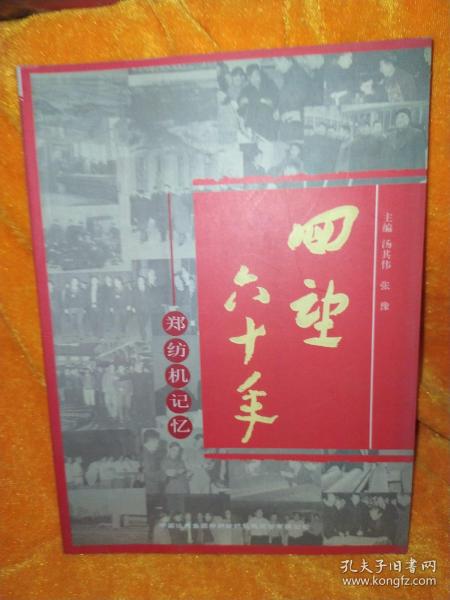 回望
六十年
郑纺机记忆
主编 汤其伟 张豫
孔夫子旧书网
www.kongfz.com